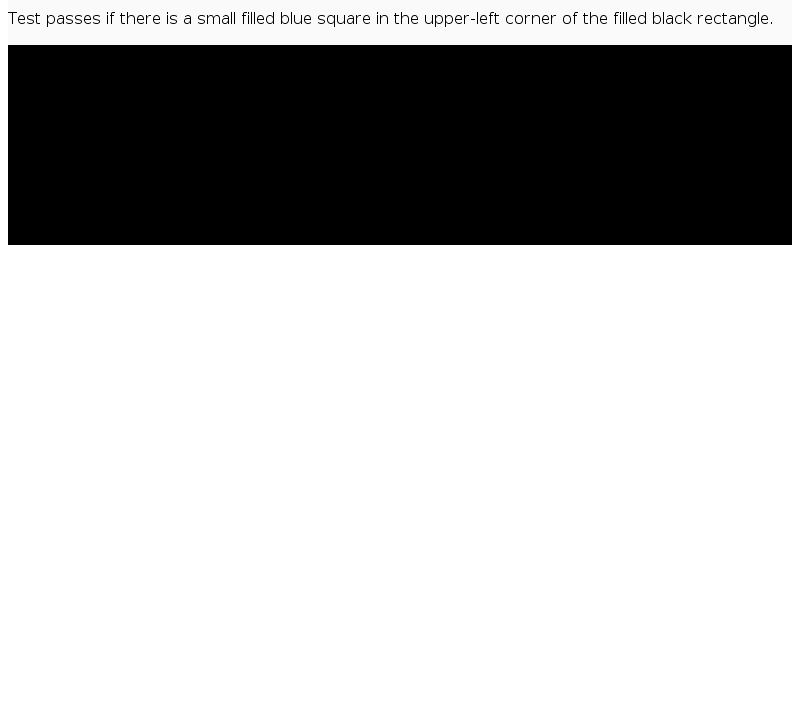 Test passes if there is a small filled blue square in the upper-left corner of the filled black rectangle.